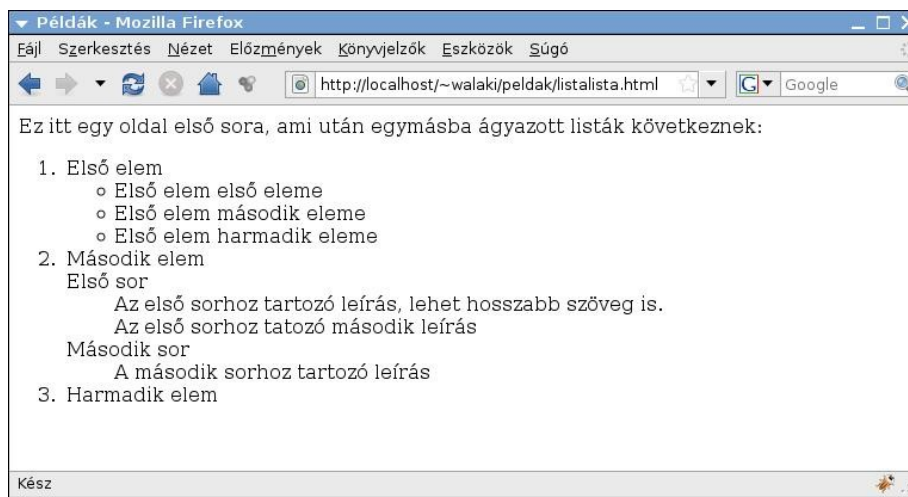 Példák - Mozilla Firefox
Fájl Szerkesztés Nézet Előzmények Könyvjelzők Eszközök Súgó
http://localhost/~walaki/peldak/listalista.html G Google
Ez itt egy oldal első sora, ami után egymásba ágyazott listák következnek:
1. Első elem
Első elem első eleme
Első elem második eleme
Első elem harmadik eleme
2. Második elem
Első sor
Az első sorhoz tartozó leírás, lehet hosszabb szöveg is.
Az első sorhoz tatozó második leírás
Második sor
A második sorhoz tartozó leírás
3. Harmadik elem
Kész